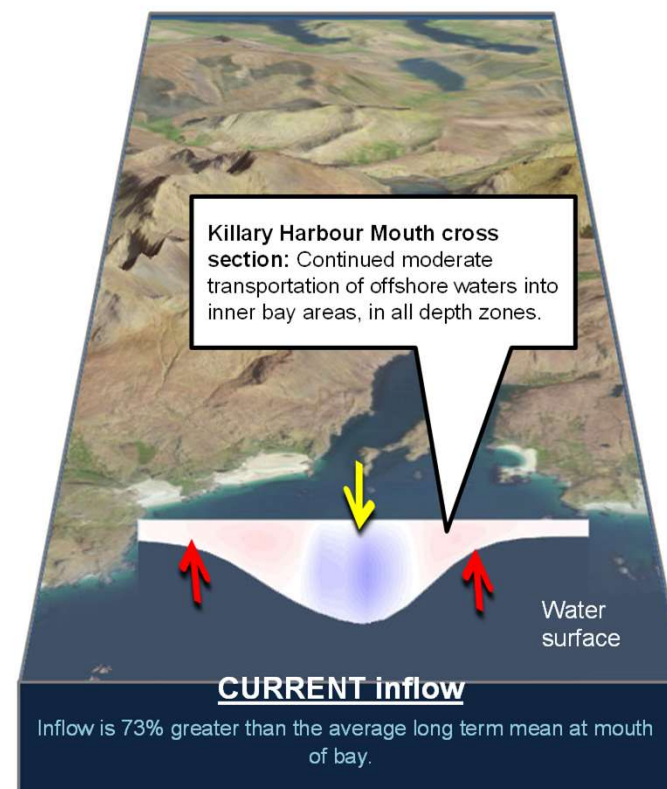 Killary Harbour Mouth cross
section: Continued moderate
transportation of offshore waters into
inner bay areas, in all depth zones.
Water
surface
CURRENT inflow
Inflow is 73% greater than the average long term mean at mouth
of bay.